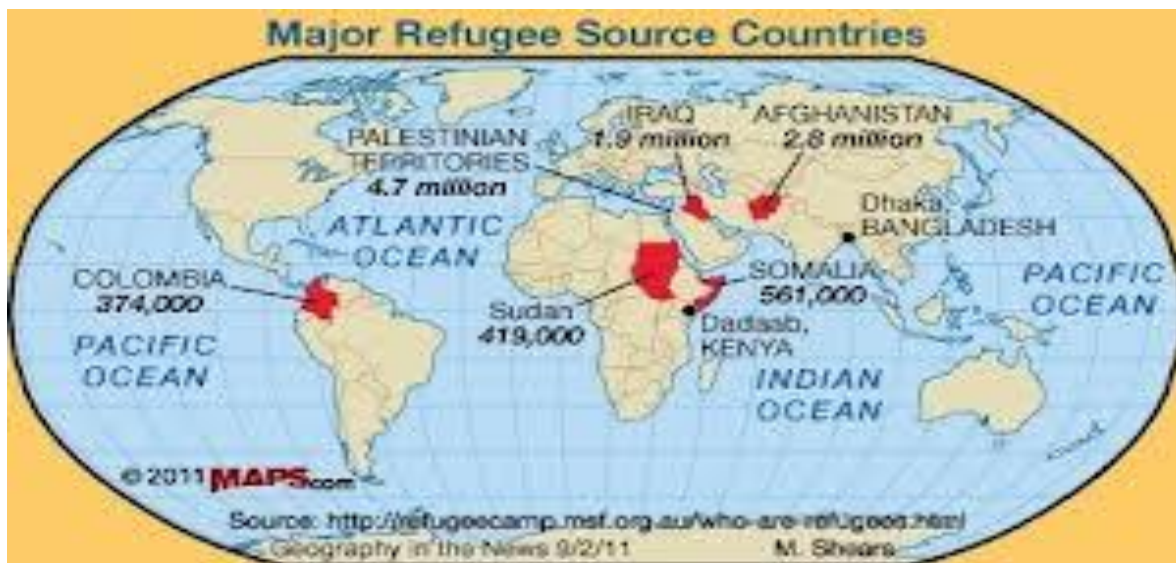 Major Refugee Source Countries
IRAQ
1.9 million
AFGHANISTAN
2.8 million
PALESTINIAN
TERRITORIES
4.7 million
Dhaka,
BANGLADESH
ATLANTIC
OCEAN
COLOMBIA
374,000
SOMALIA
561,000
PACIFIC
OCEAN
Sudan
419,000
Dadaab,
KENYA
PACIFIC
OCEAN
INDIAN
OCEAN
© 2011 MAPS.com
Source: http://refugeecamp.msf.org.au/who-are-refugees.html
Geography in the News 9/2/11
M. Shears